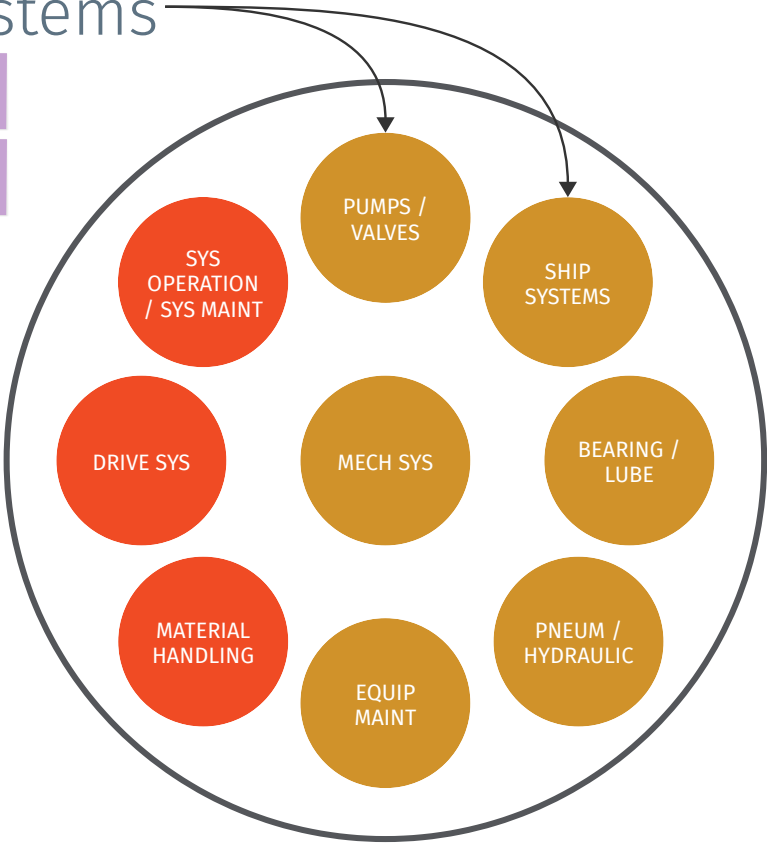 stems
PUMPS /
VALVES
SYS
OPERATION
/ SYS MAINT
SHIP
SYSTEMS
DRIVE SYS
MECH SYS
BEARING /
LUBE
MATERIAL
HANDLING
PNEUM /
HYDRAULIC
EQUIP
MAINT